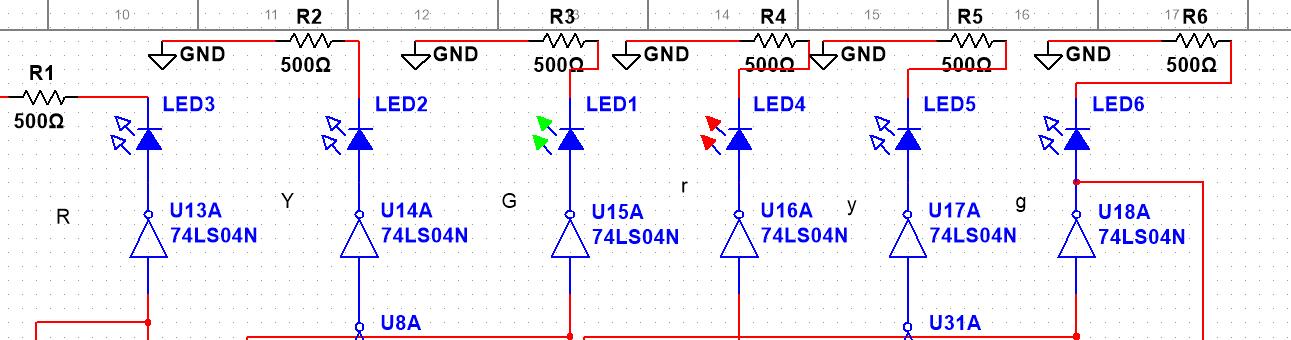 10 11 12 13 14 15 16 17
R2 R3 R4 R5 R6
GND GND GND GND GND
500Ω 500Ω 500Ω 500Ω 500Ω
R1
500Ω
LED3 LED2 LED1 LED4 LED5 LED6
R Y G r y g
U13A U14A U15A U16A U17A U18A
74LS04N 74LS04N 74LS04N 74LS04N 74LS04N 74LS04N
U8A U31A